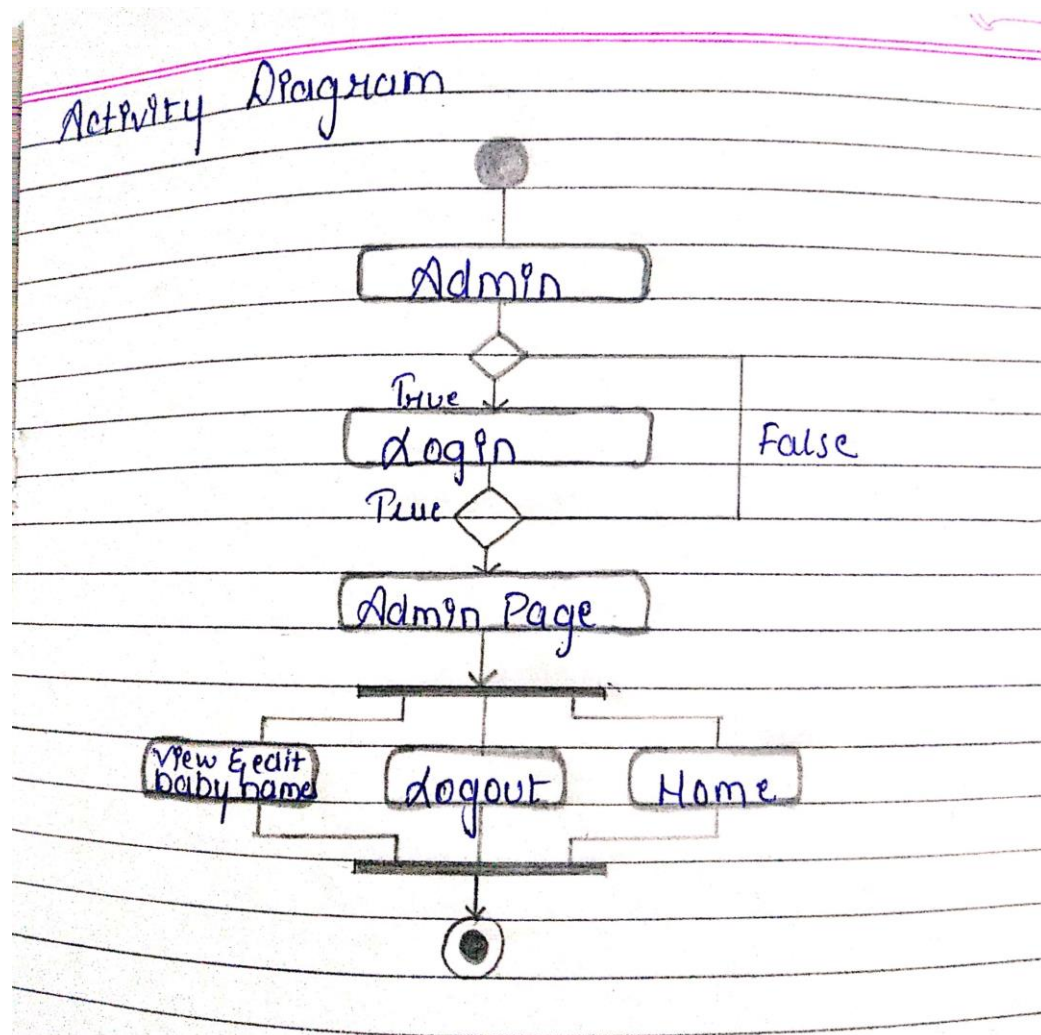 Activity Diagram
Admin
True
Login
False
True
Admin Page
View & edit
baby name
Logout
Home